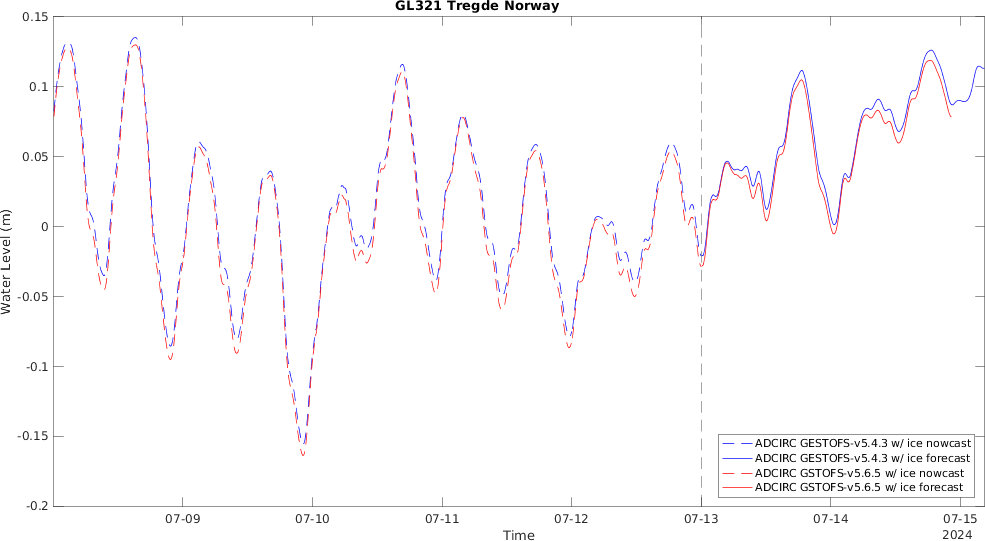 GL321 Tregde Norway
0.15
0.1
0.05
0
-0.05
-0.1
-0.15
-0.2
Water Level (m)
ADCIRC GESTOFS-v5.4.3 w/ ice nowcast
ADCIRC GESTOFS-v5.4.3 w/ ice forecast
ADCIRC GSTOFS-v5.6.5 w/ ice nowcast
ADCIRC GSTOFS-v5.6.5 w/ ice forecast
07-09 07-10 07-11 07-12 07-13 07-14 07-15
Time
2024